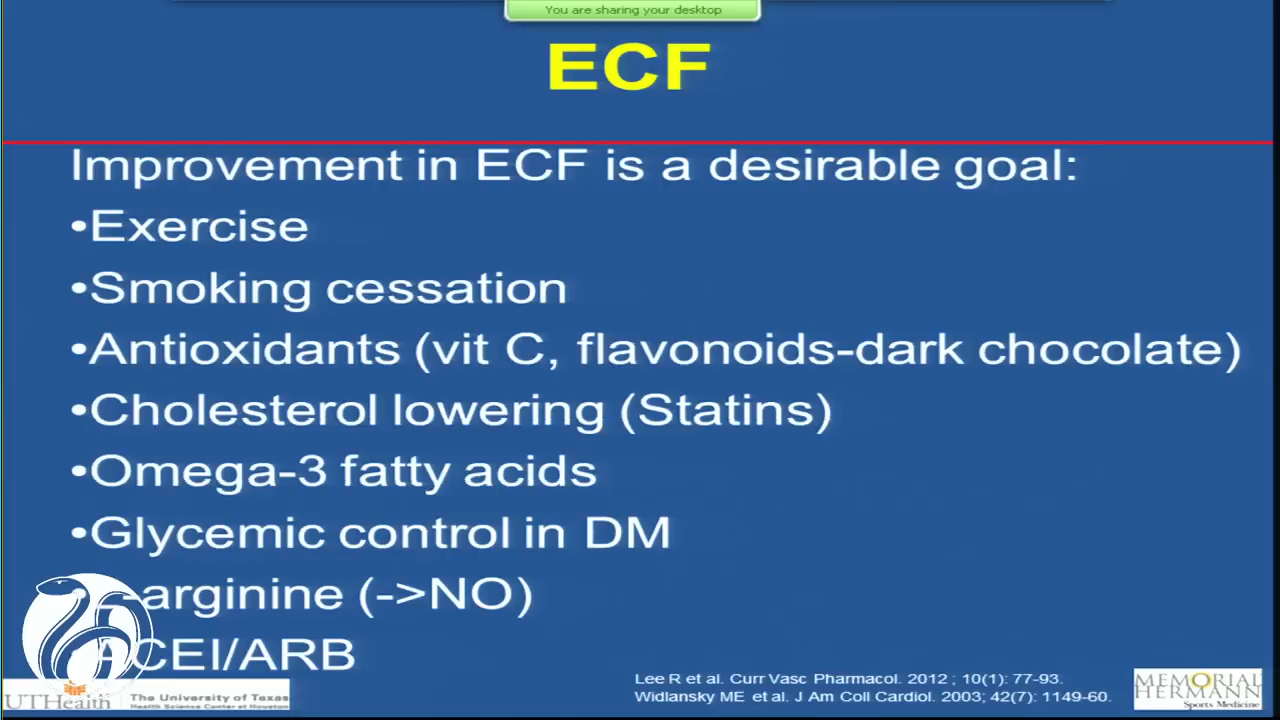 You are sharing your desktop
ECF
Improvement in ECF is a desirable goal:
•Exercise
•Smoking cessation
•Antioxidants (vit C, flavonoids-dark chocolate)
•Cholesterol lowering (Statins)
•Omega-3 fatty acids
•Glycemic control in DM
-arginine (->NO)
ACEI/ARB
Lee R et al. Curr Vasc Pharmacol. 2012 ; 10(1): 77-93.
Widlansky ME et al. J Am Coll Cardiol. 2003; 42(7): 1149-60.
UTHealth
The University of Texas
Health Science Center at Houston
MEMORIAL
HERMANN
Sports Medicine